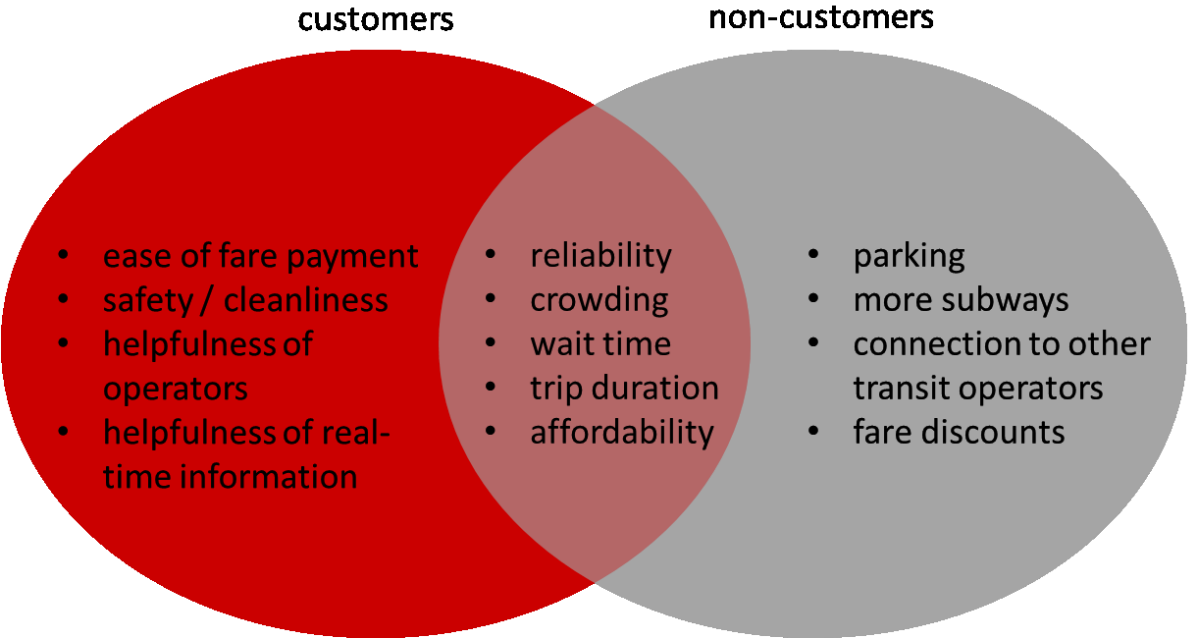 customers
non-customers
• ease of fare payment
• safety / cleanliness
• helpfulness of
operators
• helpfulness of real-
time information
• reliability
• crowding
• wait time
• trip duration
• affordability
• parking
• more subways
• connection to other
transit operators
• fare discounts